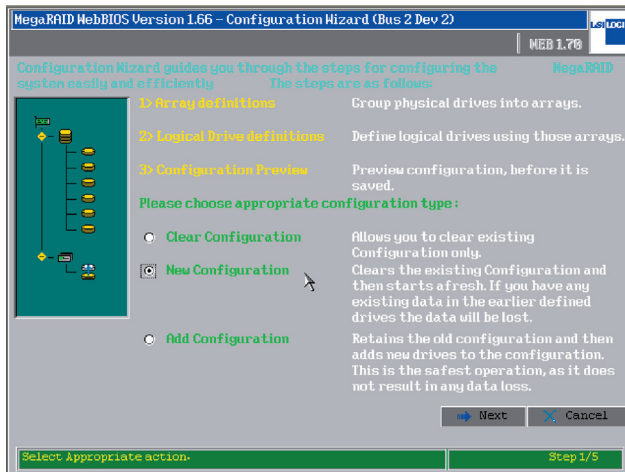 MegaRAID WebBIOS Version 1.66 - Configuration Wizard (Bus 2 Dev 2)
LSI LOGI
WEB 1.70
Configuration Wizard guides you through the steps for configuring the MegaRAID
system easily and efficiently The steps are as follows:
1> Array definitions Group physical drives into arrays.
2> Logical Drive definitions Define logical drives using those arrays.
3> Configuration Preview Preview configuration, before it is
saved.
Please choose appropriate configuration type:
Clear Configuration Allows you to clear existing
Configuration only.
New Configuration Clears the existing Configuration and
then starts afresh. If you have any
existing data in the earlier defined
drives the data will be lost.
Add Configuration Retains the old configuration and then
adds new drives to the configuration.
This is the safest operation, as it does
not result in any data loss.
Next Cancel
Select Appropriate action. Step 1/5